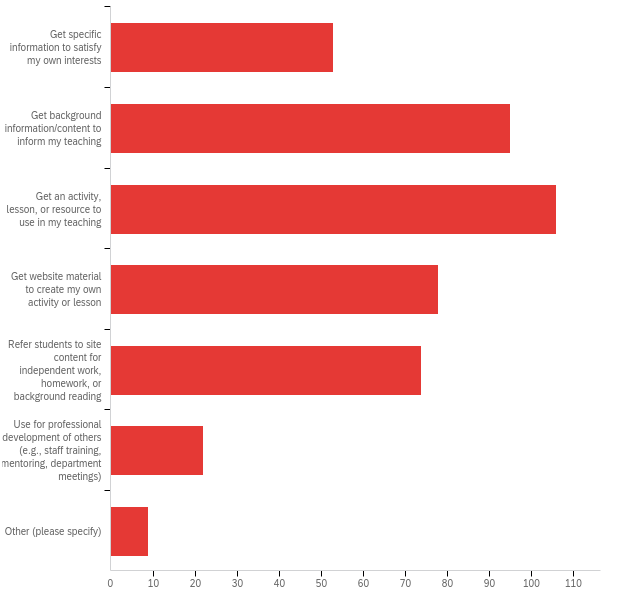 Get specific
information to satisfy
my own interests
Get background
information/content to
inform my teaching
Get an activity,
lesson, or resource to
use in my teaching
Get website material
to create my own
activity or lesson
Refer students to site
content for
independent work,
homework, or
background reading
Use for professional
development of others
(e.g., staff training,
mentoring, department
meetings)
Other (please specify)
0 10 20 30 40 50 60 70 80 90 100 110